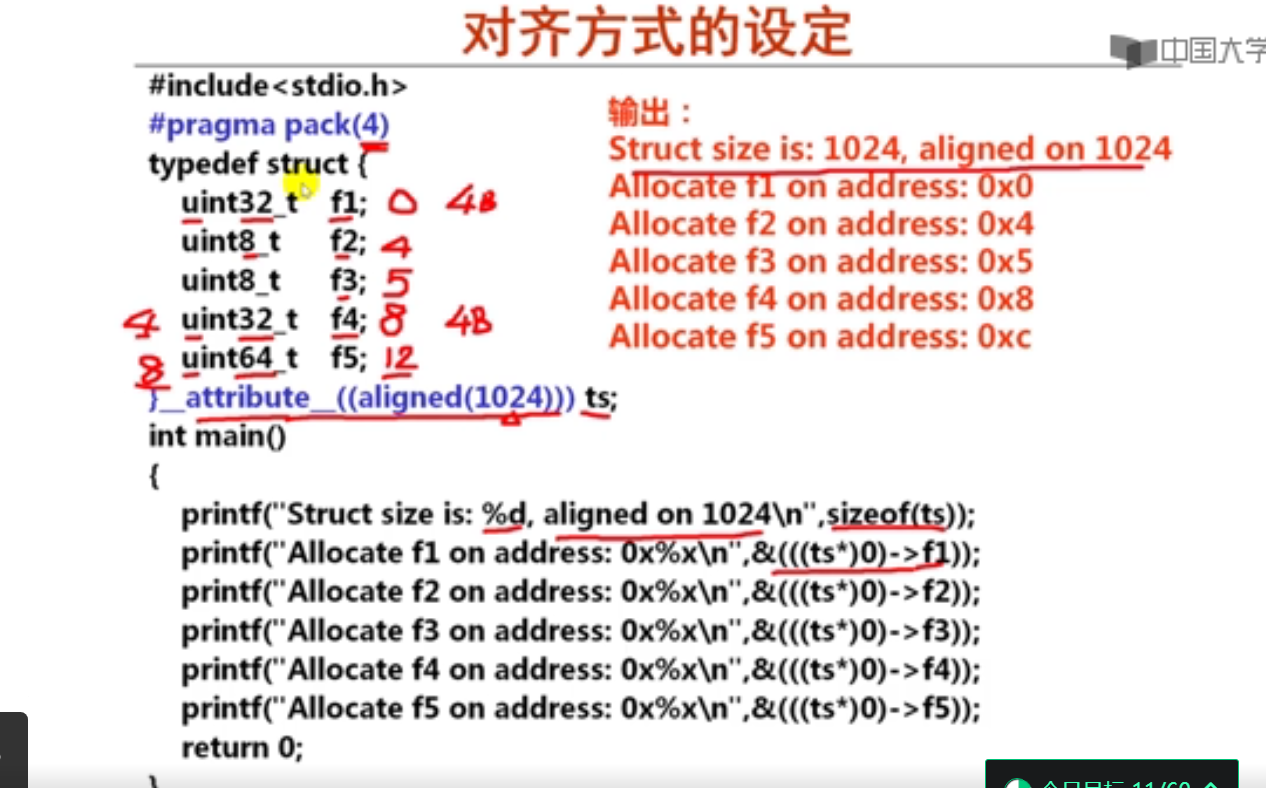 对齐方式的设定
中国大学
#include<stdio.h>
#pragma pack(4)
typedef struct {
uint32_t f1; 0 4B
uint8_t f2; 4
uint8_t f3; 5
4 uint32_t f4; 8 4B
8 uint64_t f5; 12
}__attribute__((aligned(1024))) ts;
int main()
{
printf("Struct size is: %d, aligned on 1024\n",sizeof(ts));
printf("Allocate f1 on address: 0x%x\n",&(((ts*)0)->f1));
printf("Allocate f2 on address: 0x%x\n",&(((ts*)0)->f2));
printf("Allocate f3 on address: 0x%x\n",&(((ts*)0)->f3));
printf("Allocate f4 on address: 0x%x\n",&(((ts*)0)->f4));
printf("Allocate f5 on address: 0x%x\n",&(((ts*)0)->f5));
return 0;
}
输出：
Struct size is: 1024, aligned on 1024
Allocate f1 on address: 0x0
Allocate f2 on address: 0x4
Allocate f3 on address: 0x5
Allocate f4 on address: 0x8
Allocate f5 on address: 0xc
今日目标 11/60